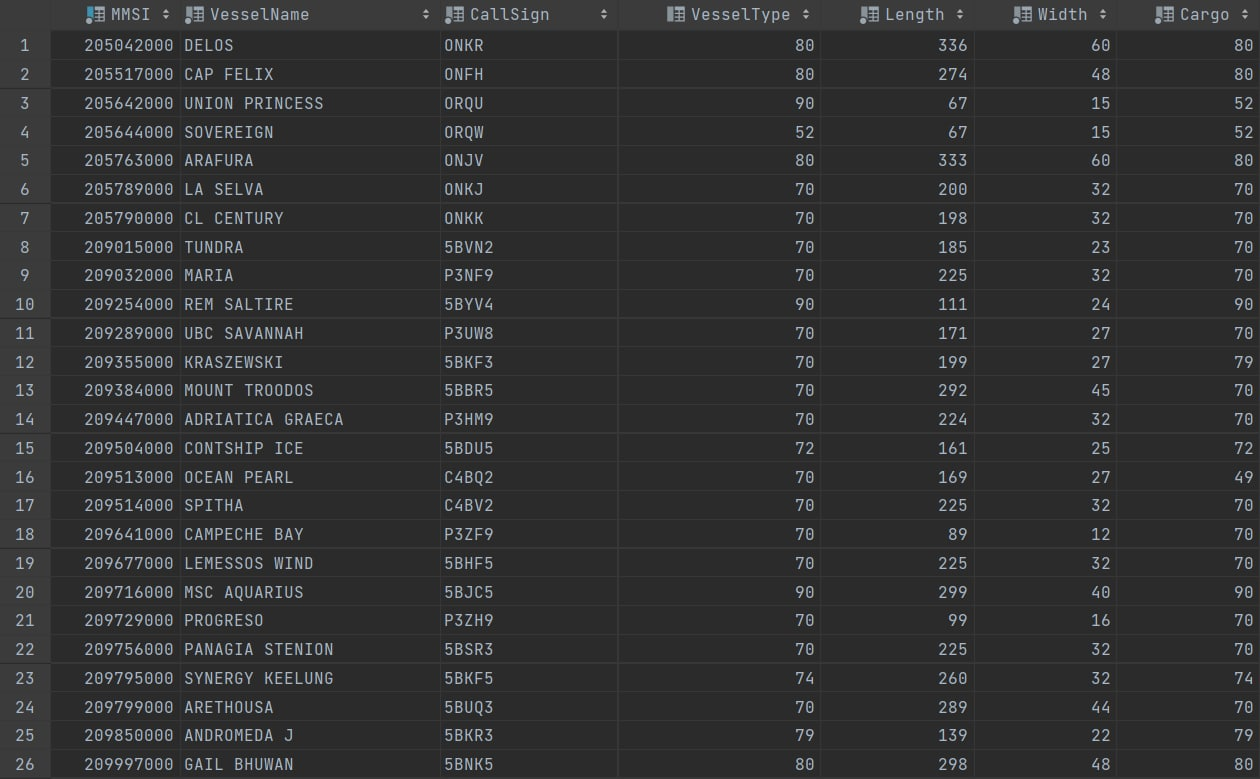 MMSI VesselName CallSign VesselType Length Width Cargo
1 205042000 DELOS ONKR 80 336 60 80
2 205517000 CAP FELIX ONFH 80 274 48 80
3 205642000 UNION PRINCESS ORQU 90 67 15 52
4 205644000 SOVEREIGN ORQW 52 67 15 52
5 205763000 ARAFURA ONJV 80 333 60 80
6 205789000 LA SELVA ONKJ 70 200 32 70
7 205790000 CL CENTURY ONKK 70 198 32 70
8 209015000 TUNDRA 5BVN2 70 185 23 70
9 209032000 MARIA P3NF9 70 225 32 70
10 209254000 REM SALTIRE 5BYV4 90 111 24 90
11 209289000 UBC SAVANNAH P3UW8 70 171 27 70
12 209355000 KRASZEWSKI 5BKF3 70 199 27 79
13 209384000 MOUNT TROODOS 5BBR5 70 292 45 70
14 209447000 ADRIATICA GRAECA P3HM9 70 224 32 70
15 209504000 CONTSHIP ICE 5BDU5 72 161 25 72
16 209513000 OCEAN PEARL C4BQ2 70 169 27 49
17 209514000 SPITHA C4BV2 70 225 32 70
18 209641000 CAMPECHE BAY P3ZF9 70 89 12 70
19 209677000 LEMESSOS WIND 5BHF5 70 225 32 70
20 209716000 MSC AQUARIUS 5BJC5 90 299 40 90
21 209729000 PROGRESO P3ZH9 70 99 16 70
22 209756000 PANAGIA STENION 5BSR3 70 225 32 70
23 209795000 SYNERGY KEELUNG 5BKF5 74 260 32 74
24 209799000 ARETHOUSA 5BUQ3 70 289 44 70
25 209850000 ANDROMEDA J 5BKR3 79 139 22 79
26 209997000 GAIL BHUWAN 5BNK5 80 298 48 80